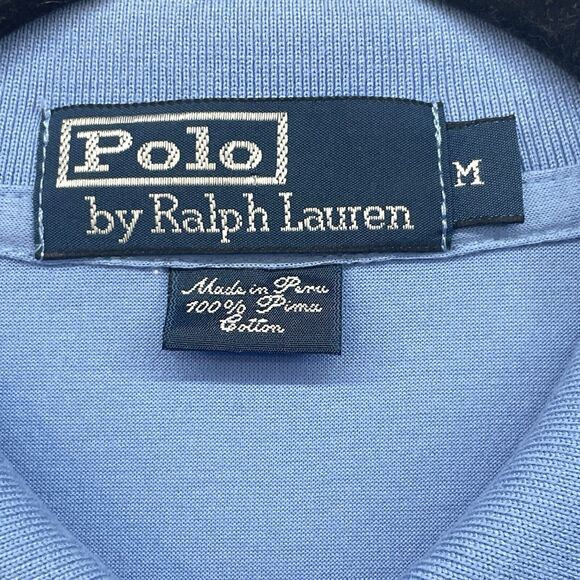 Polo
by Ralph Lauren
M
Made in Peru
100% Pima
Cotton